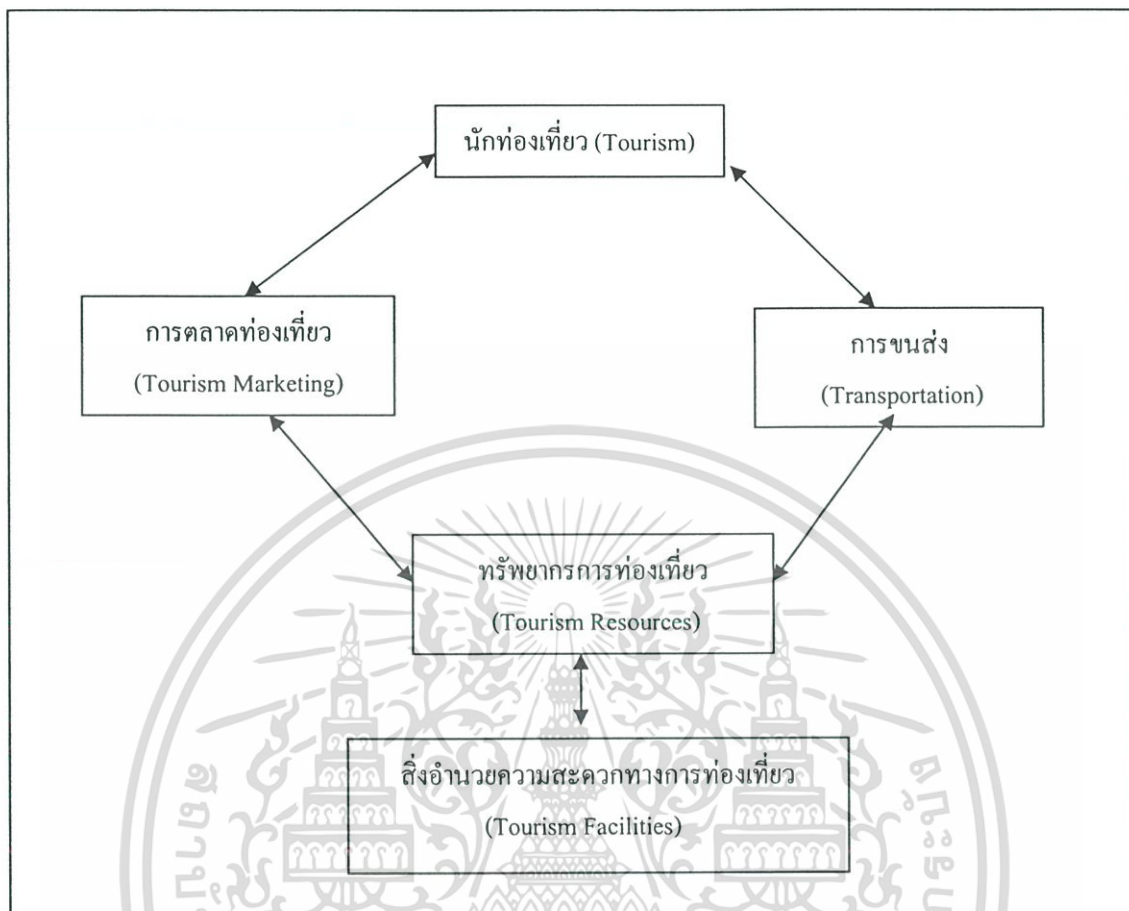 นักท่องเที่ยว (Tourism)
การตลาดท่องเที่ยว
(Tourism Marketing)
การขนส่ง
(Transportation)
ทรัพยากรการท่องเที่ยว
(Tourism Resources)
สิ่งอำนวยความสะดวกทางการท่องเที่ยว
(Tourism Facilities)